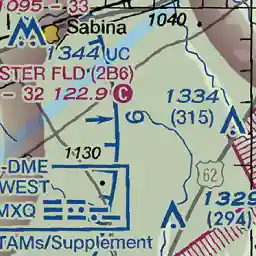 1095 - 33
Sabina
1040
1344 UC
STER FLD (2B6)
- 32 122.9 C
1334
(315)
6
1130
-DME
WEST
MXQ
62
1329
(294)
TAMs/Supplement